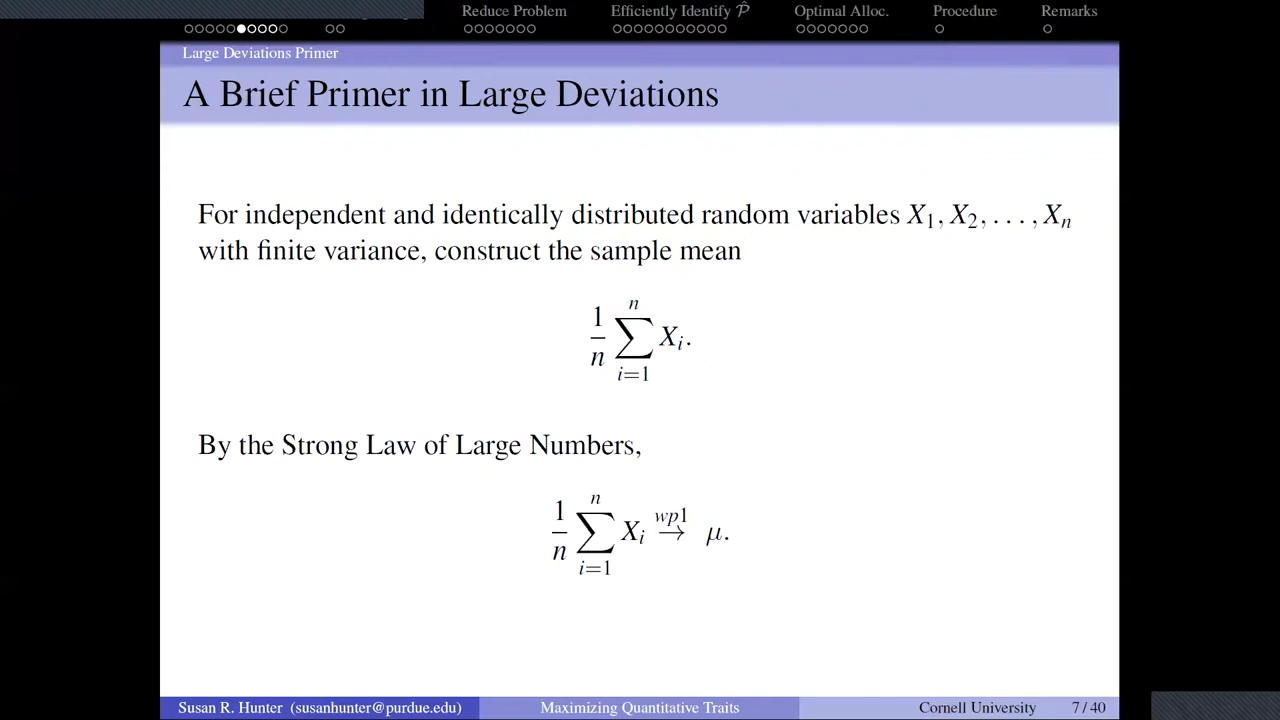 Reduce Problem Efficiently Identify 𝒫̂ Optimal Alloc. Procedure Remarks
Large Deviations Primer
A Brief Primer in Large Deviations
For independent and identically distributed random variables X₁, X₂, . . . , Xₙ
with finite variance, construct the sample mean
1/n ∑ᵢ₌₁ⁿ Xᵢ.
By the Strong Law of Large Numbers,
1/n ∑ᵢ₌₁ⁿ Xᵢ →^{wp1} μ.
Susan R. Hunter (susanhunter@purdue.edu) Maximizing Quantitative Traits Cornell University 7 / 40